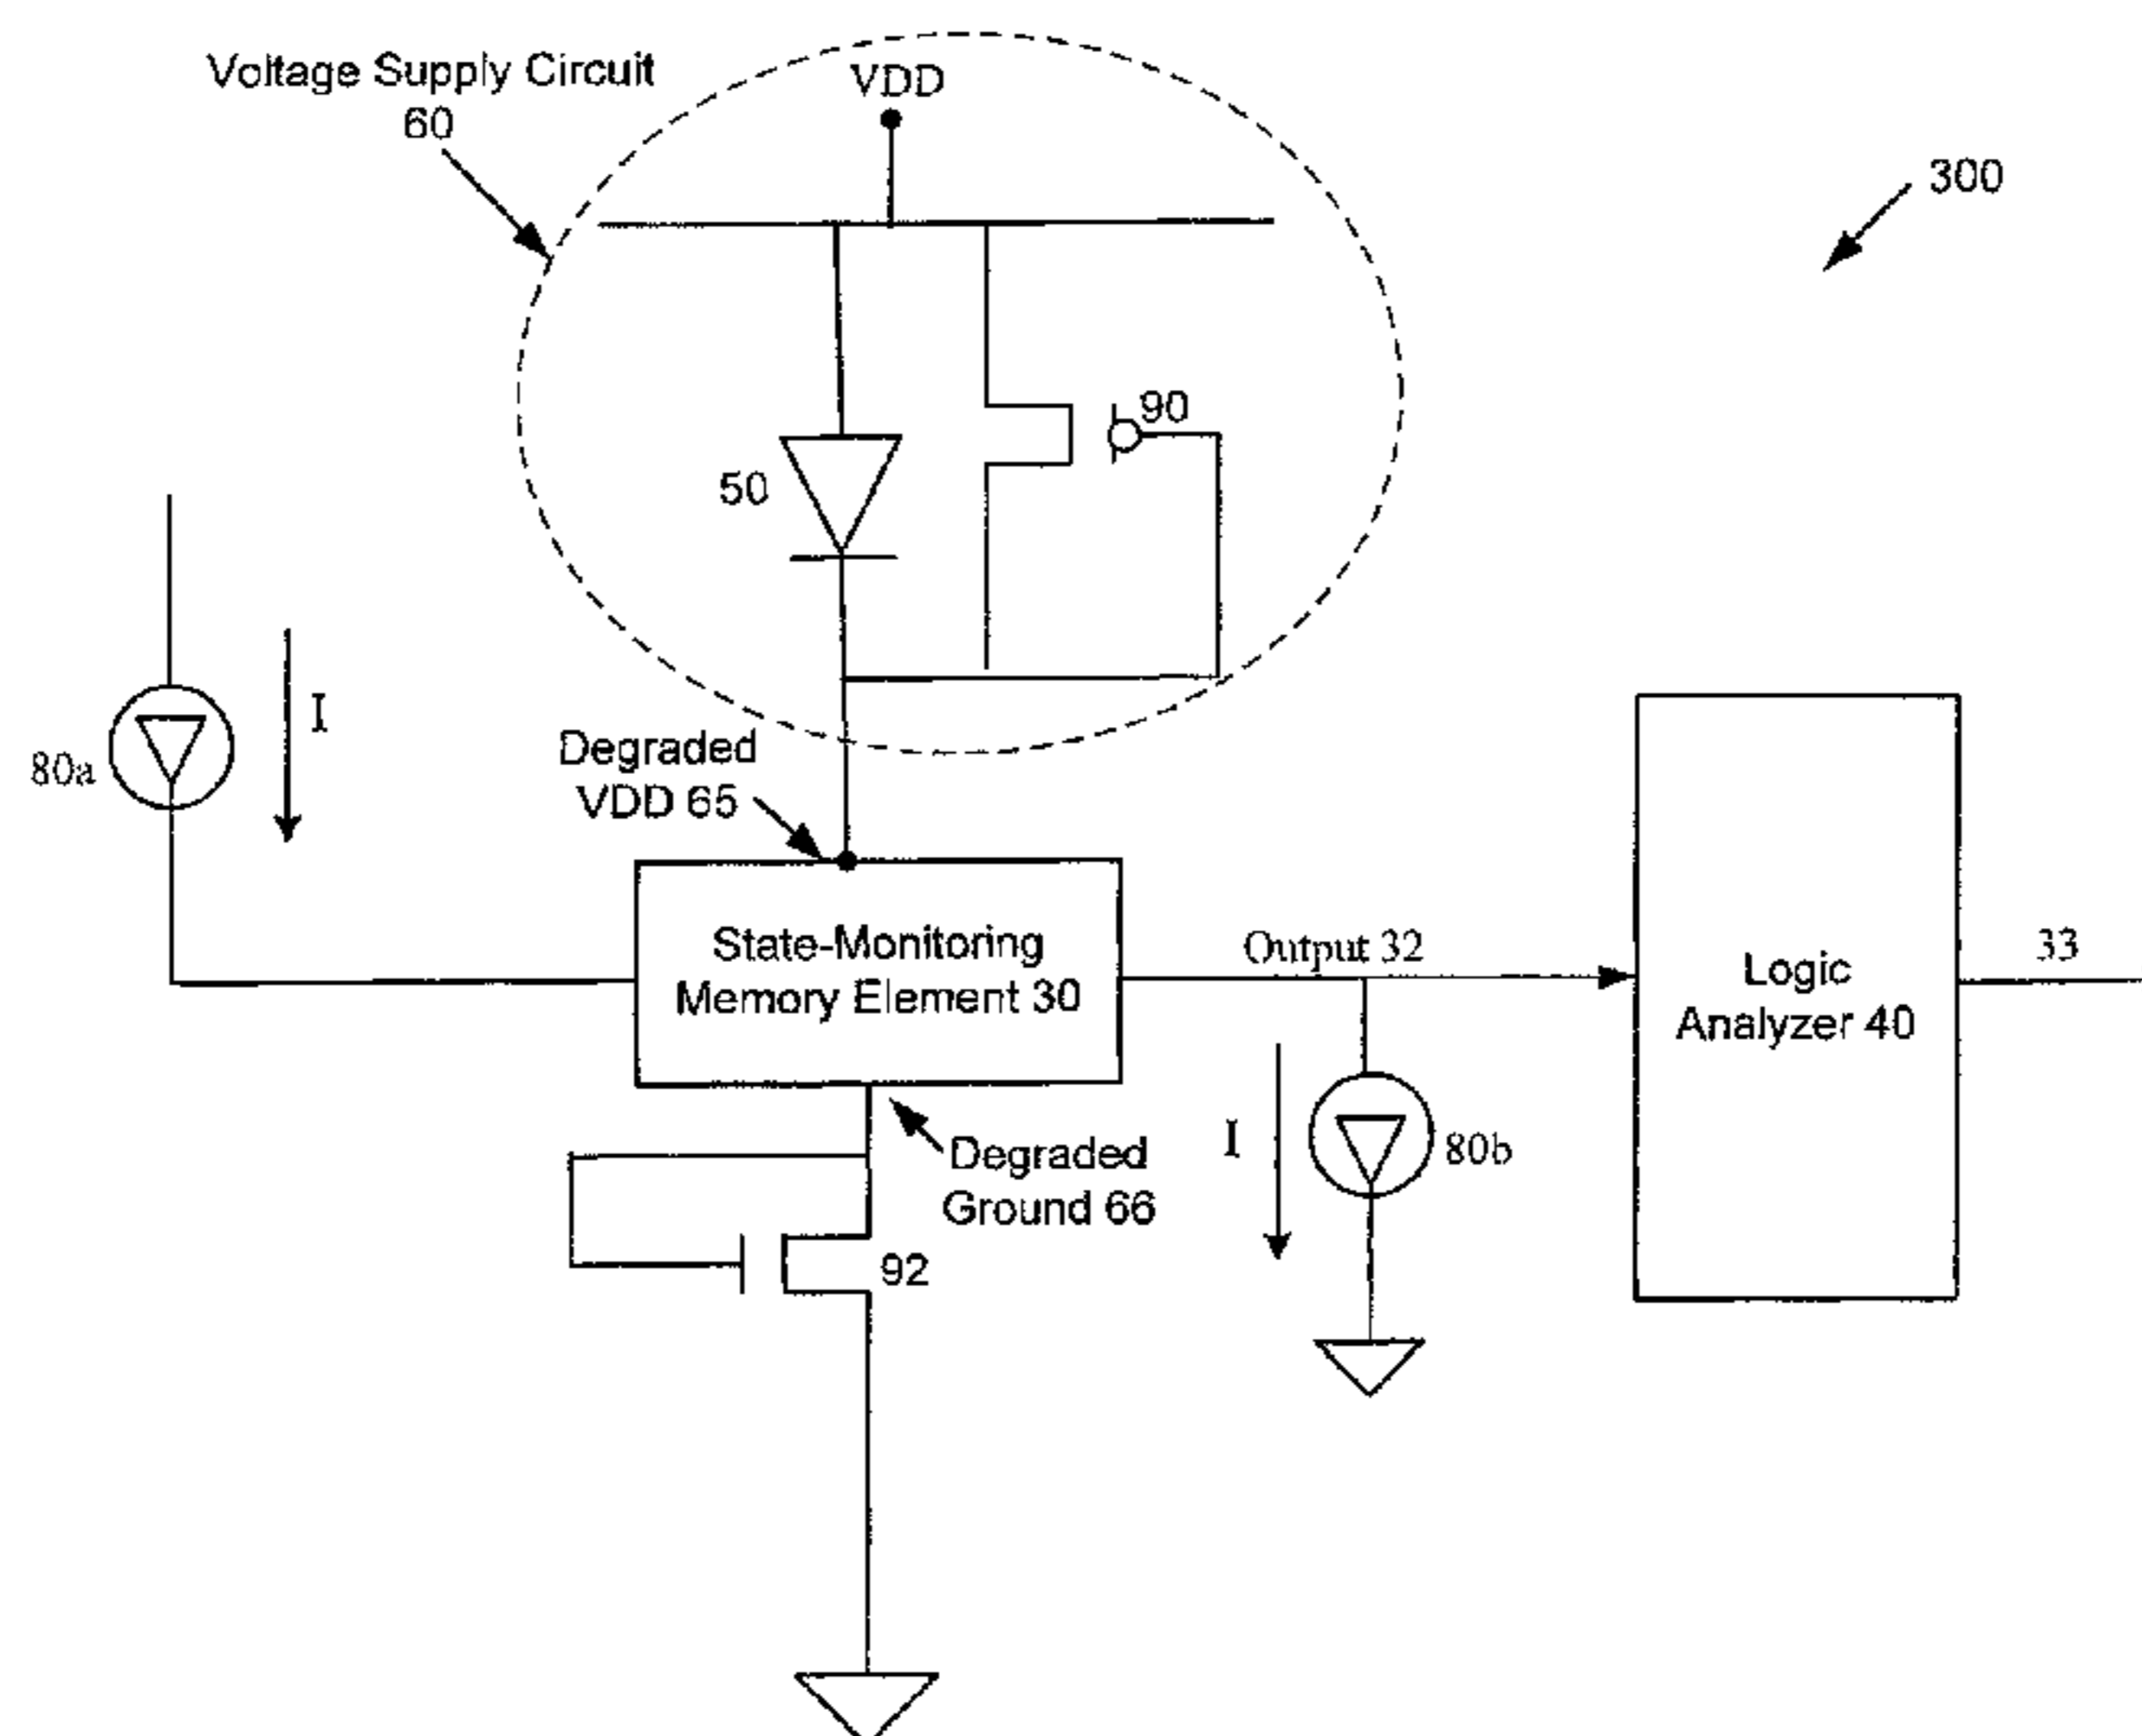 Voltage Supply Circuit
60
VDD
300
90
50
I
80a
Degraded
VDD 65
State-Monitoring
Memory Element 30
Output 32
Logic
Analyzer 40
33
I
80b
Degraded
Ground 66
92